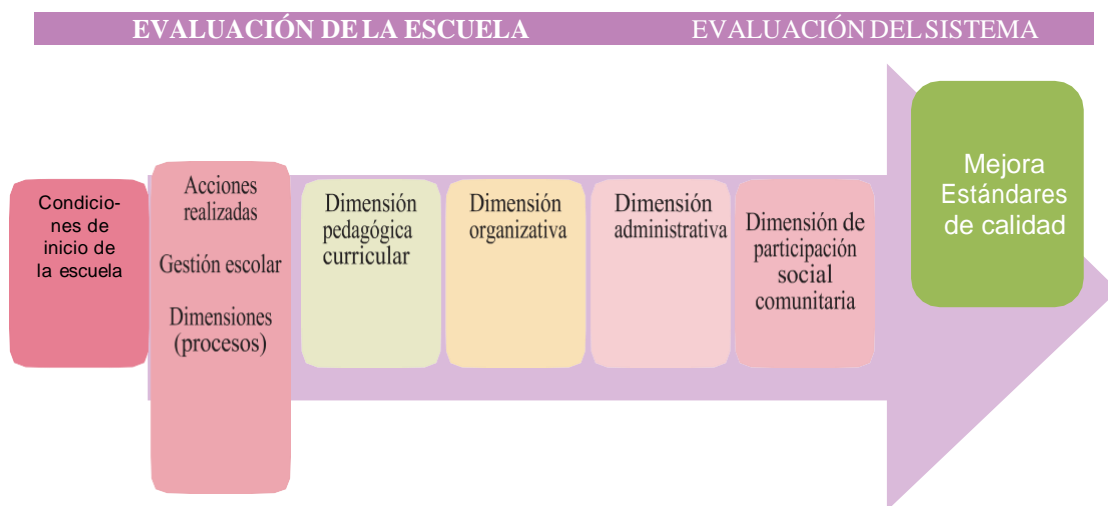 EVALUACIÓN DE LA ESCUELA
EVALUACIÓN DEL SISTEMA
Condicio-
nes de
inicio de
la escuela
Acciones
realizadas
Gestión escolar
Dimensiones
(procesos)
Dimensión
pedagógica
curricular
Dimensión
organizativa
Dimensión
administrativa
Dimensión de
participación
social
comunitaria
Mejora
Estándares
de calidad